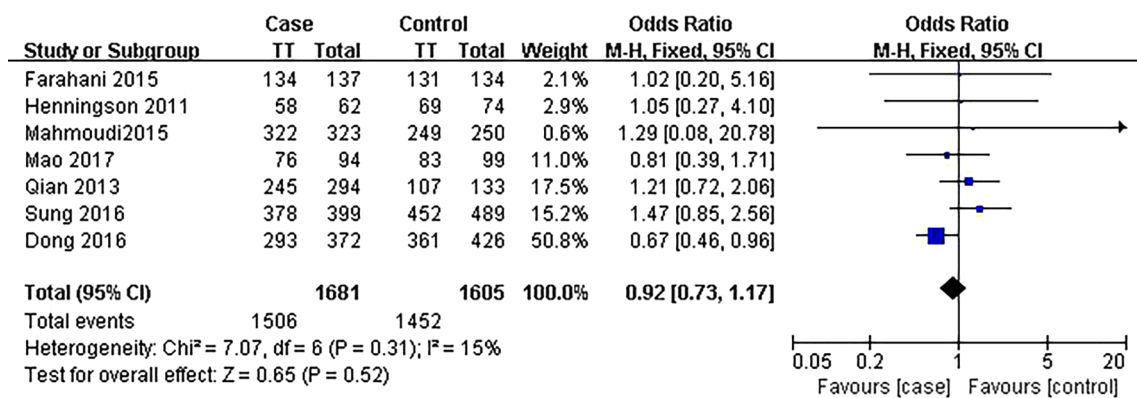 Case Control Odds Ratio Odds Ratio
Study or Subgroup TT Total TT Total Weight M-H, Fixed, 95% CI M-H, Fixed, 95% CI
Farahani 2015 134 137 131 134 2.1% 1.02 [0.20, 5.16]
Henningson 2011 58 62 69 74 2.9% 1.05 [0.27, 4.10]
Mahmoudi2015 322 323 249 250 0.6% 1.29 [0.08, 20.78]
Mao 2017 76 94 83 99 11.0% 0.81 [0.39, 1.71]
Qian 2013 245 294 107 133 17.5% 1.21 [0.72, 2.06]
Sung 2016 378 399 452 489 15.2% 1.47 [0.85, 2.56]
Dong 2016 293 372 361 426 50.8% 0.67 [0.46, 0.96]
Total (95% CI) 1681 1605 100.0% 0.92 [0.73, 1.17]
Total events 1506 1452
Heterogeneity: Chi² = 7.07, df = 6 (P = 0.31); I² = 15%
Test for overall effect: Z = 0.65 (P = 0.52)
0.05 0.2 1 5 20
Favours [case] Favours [control]